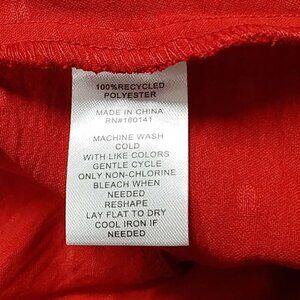 100%RECYCLED
POLYESTER
MADE IN CHINA
RN#160141
MACHINE WASH
COLD
WITH LIKE COLORS
GENTLE CYCLE
ONLY NON-CHLORINE
BLEACH WHEN
NEEDED
RESHAPE
LAY FLAT TO DRY
COOL IRON IF
NEEDED